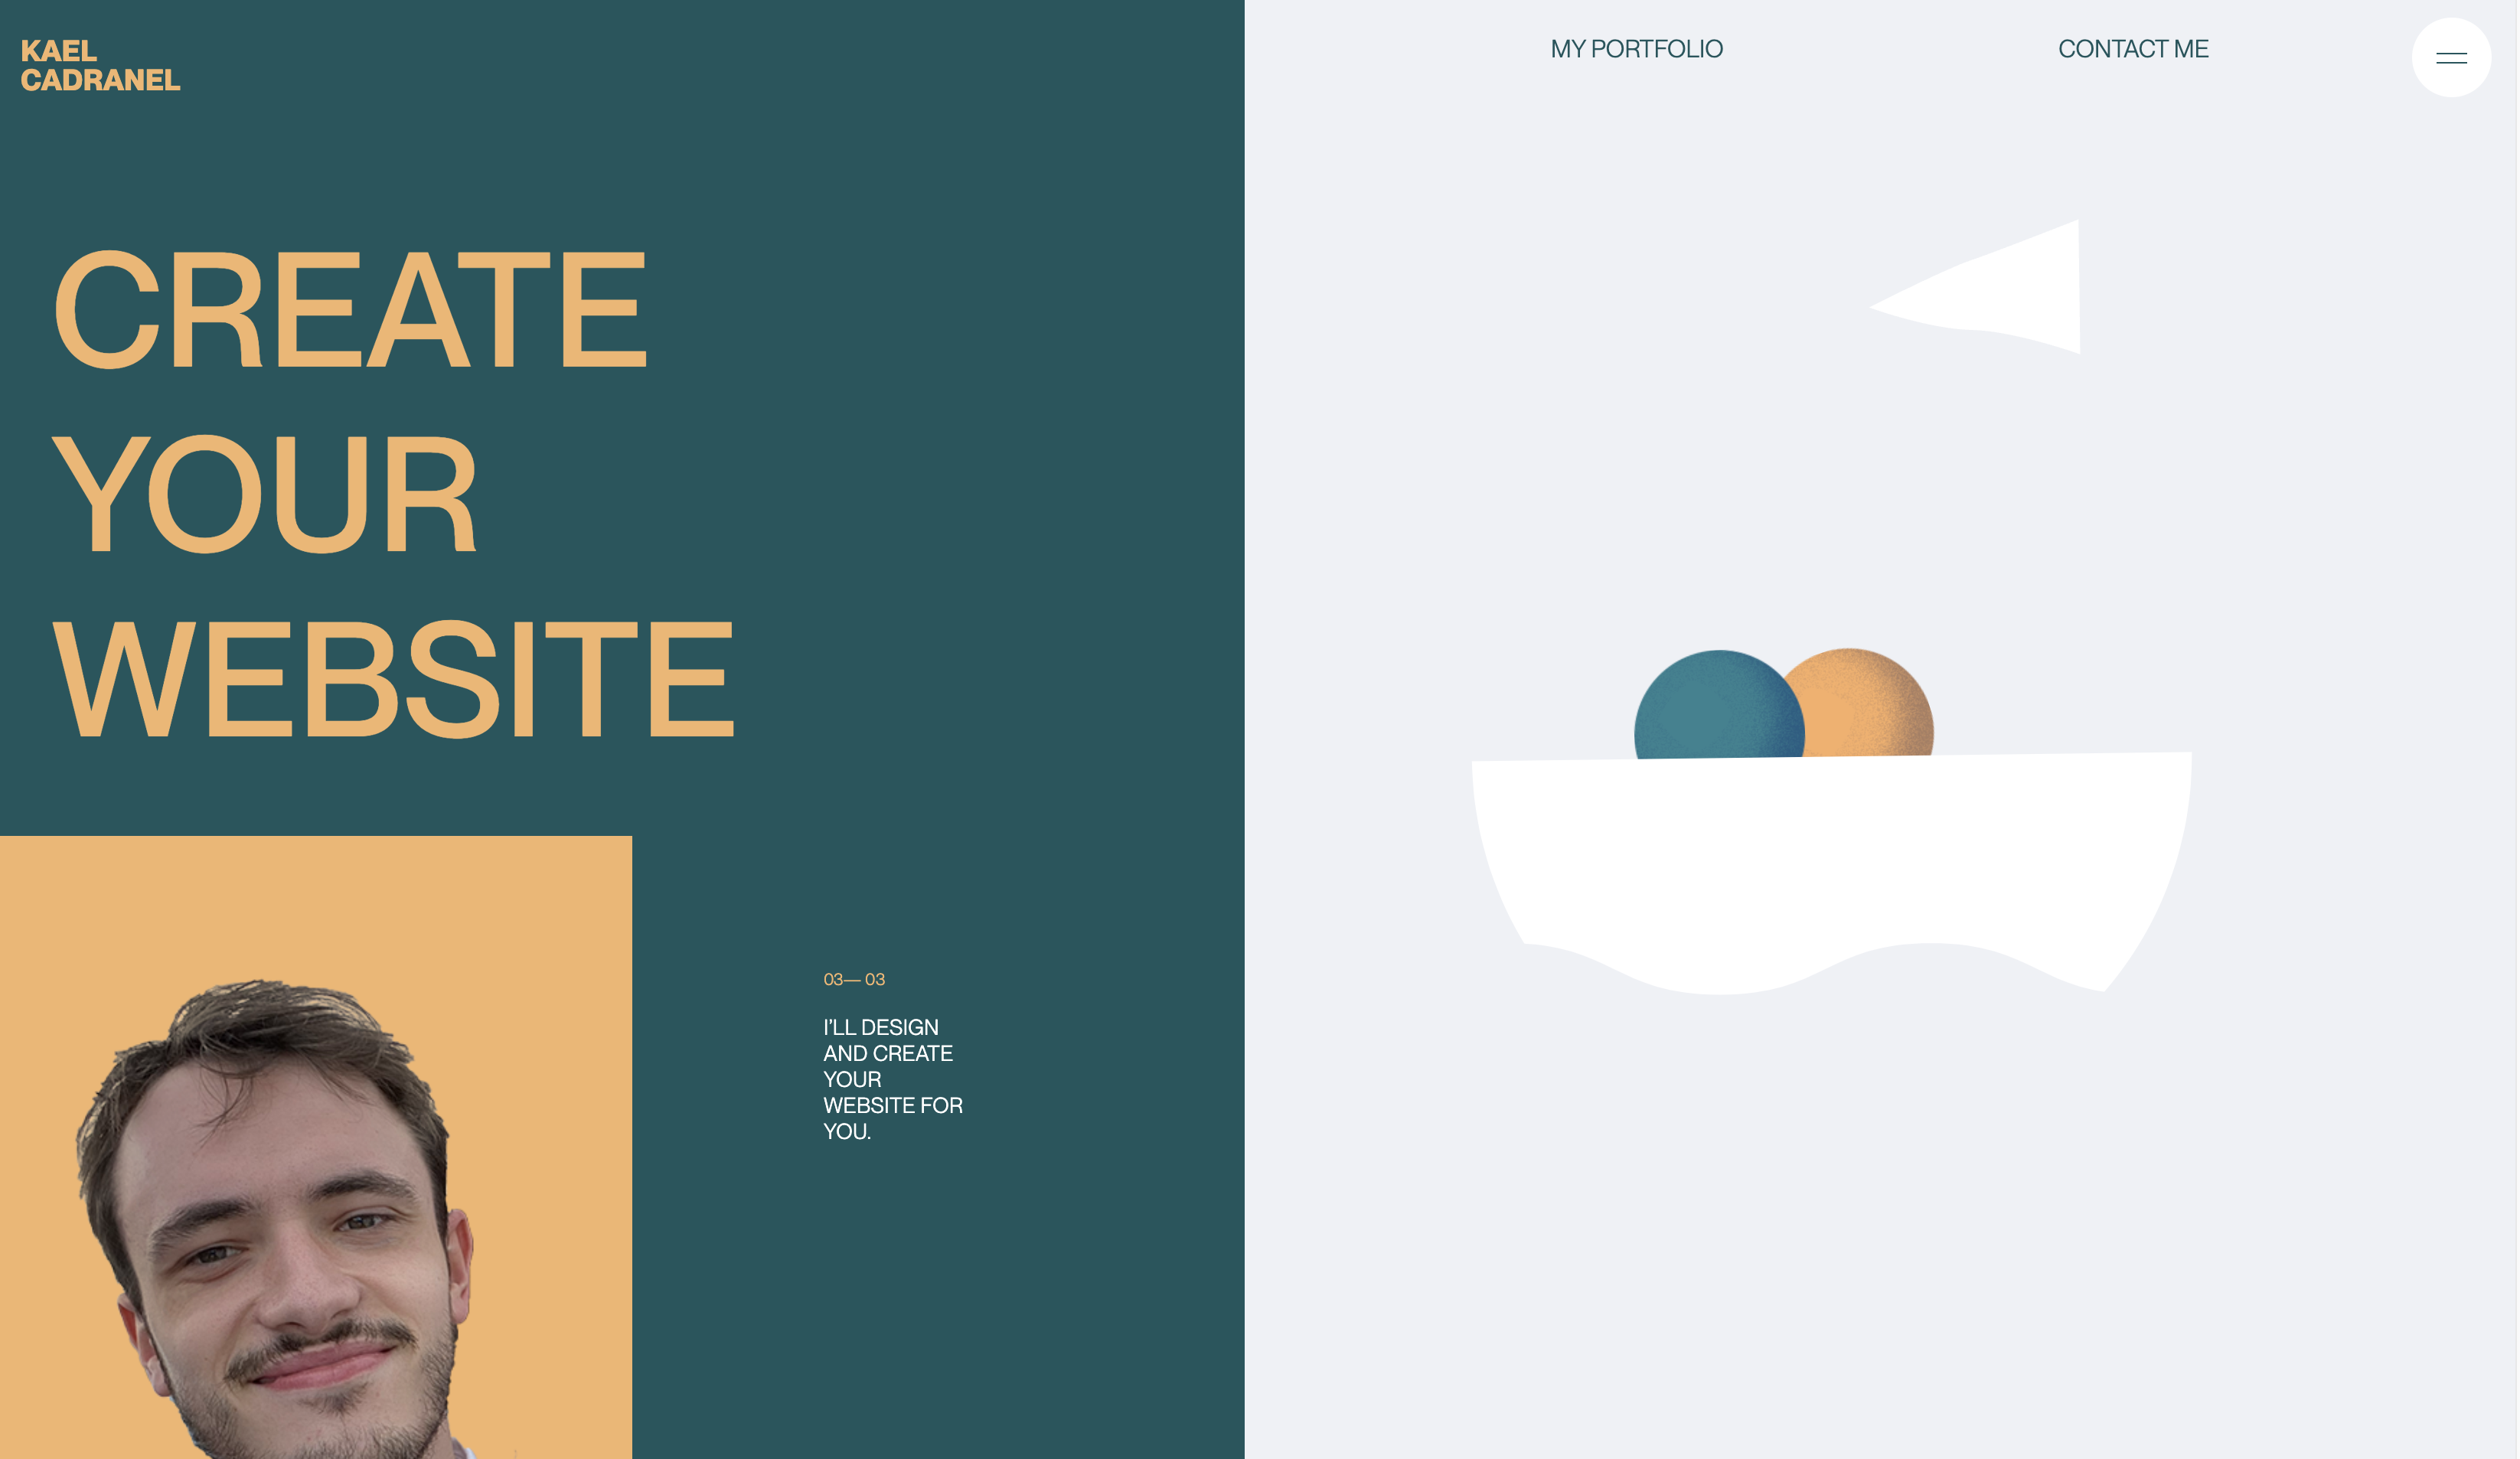 KAEL
CADRANEL
MY PORTFOLIO
CONTACT ME
CREATE
YOUR
WEBSITE
03— 03
I’LL DESIGN
AND CREATE
YOUR
WEBSITE FOR
YOU.